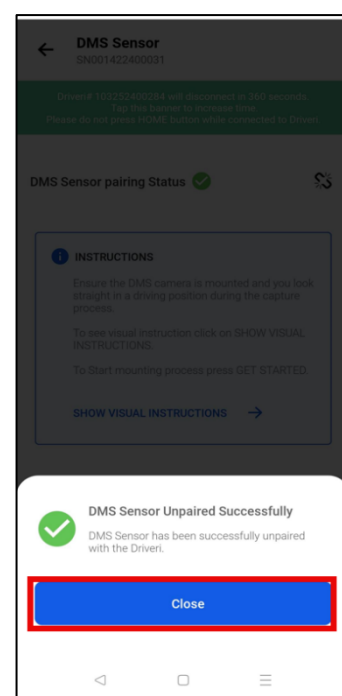 DMS Sensor
SN001422400031
Driveri# 103252400284 will disconnect in 360 seconds.
Tap this banner to increase time.
Please do not press HOME button while connected to Driveri.
DMS Sensor pairing Status
INSTRUCTIONS
Ensure the DMS camera is mounted and you look
straight in a driving position during the capture
process.
To see visual instruction click on SHOW VISUAL
INSTRUCTIONS.
To Start mounting process press GET STARTED.
SHOW VISUAL INSTRUCTIONS
DMS Sensor Unpaired Successfully
DMS Sensor has been successfully unpaired
with the Driveri.
Close